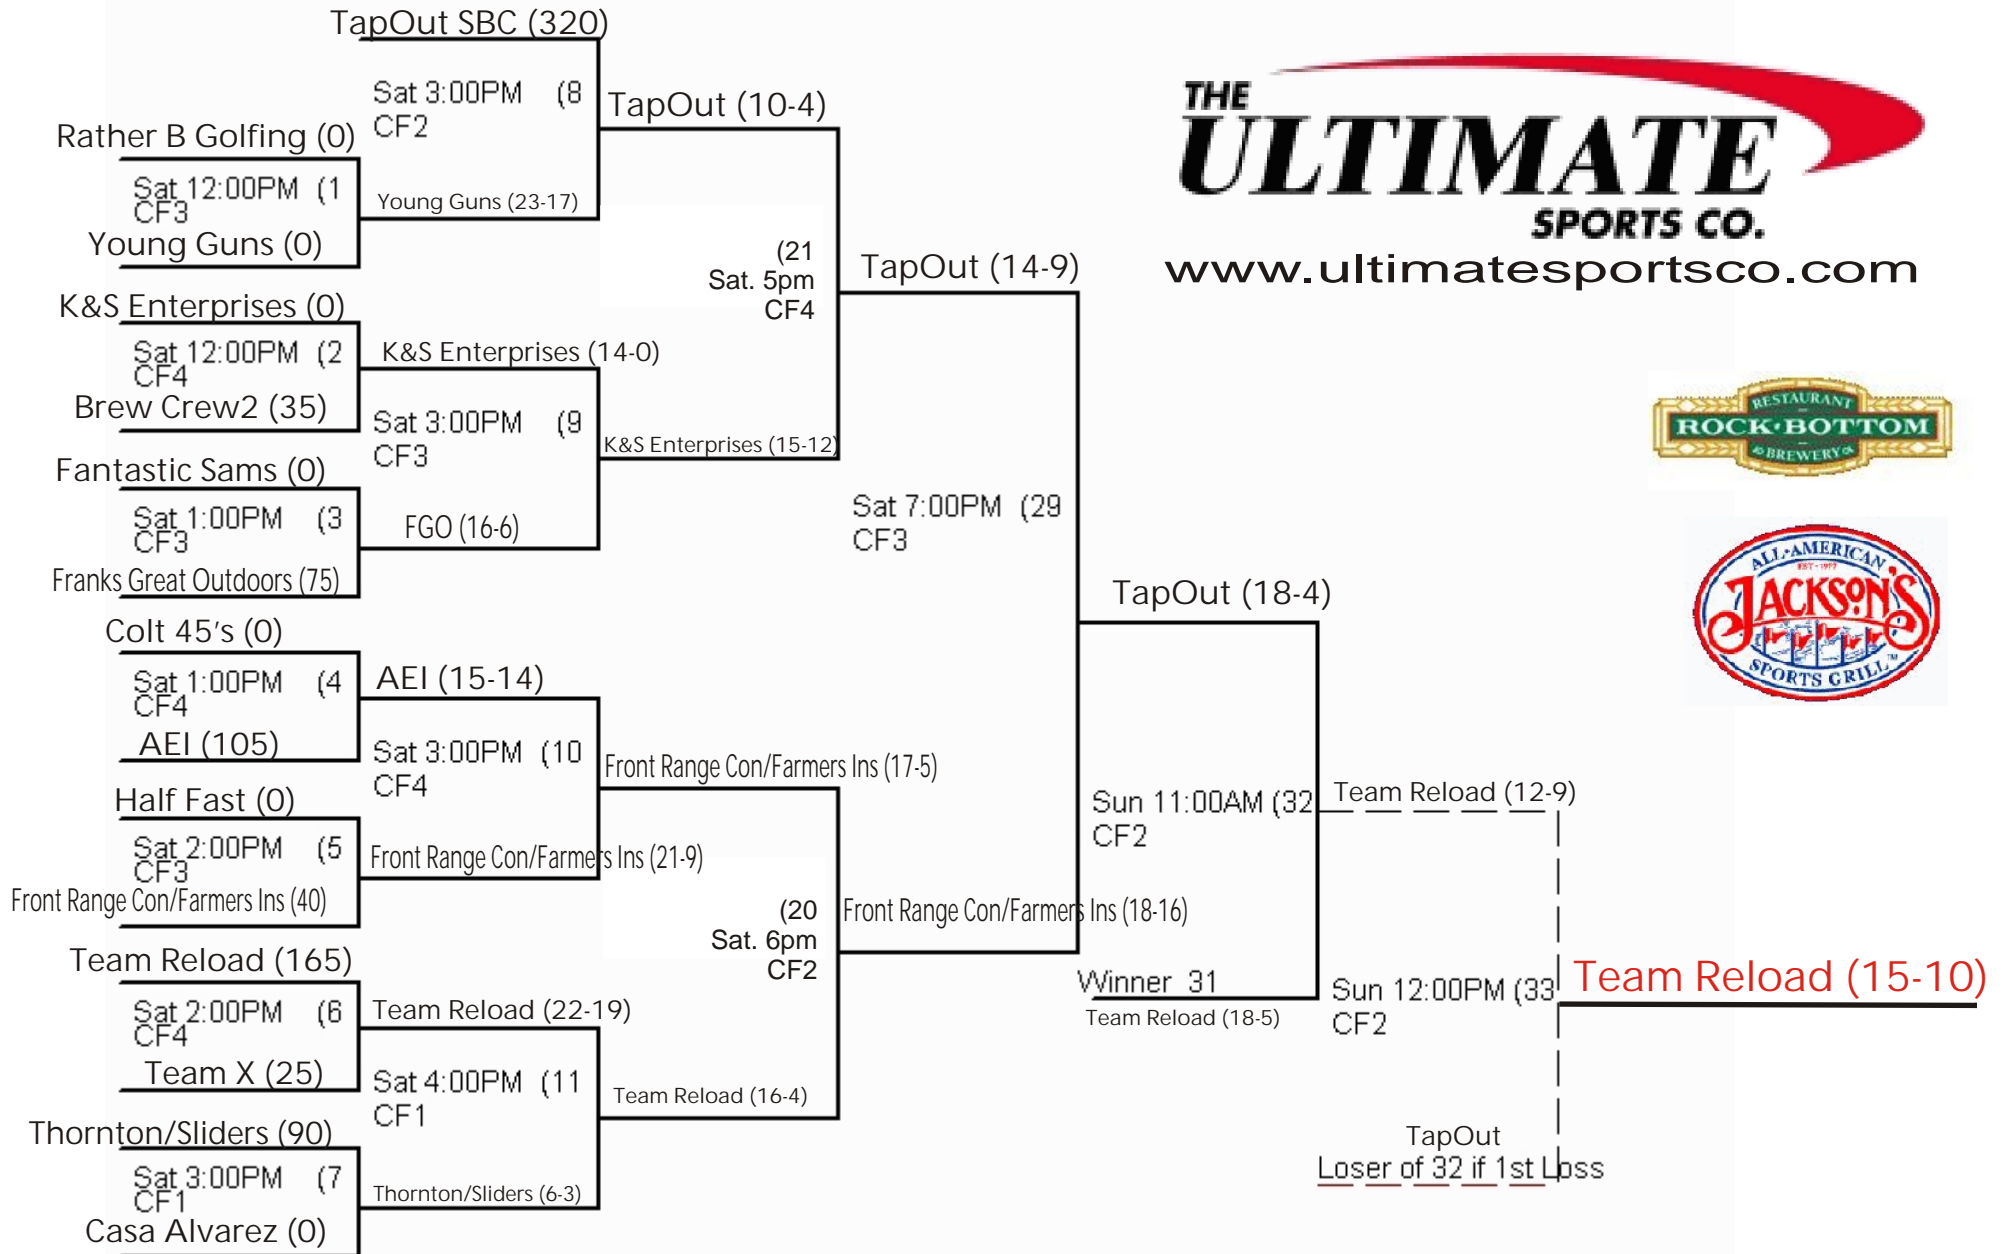 TapOut SBC (320)
Sat 3:00PM (8
CF2
TapOut (10-4)
Rather B Golfing (0)
Sat 12:00PM (1
CF3
Young Guns (23-17)
Young Guns (0)
(21
Sat. 5pm
CF4
TapOut (14-9)
K&S Enterprises (0)
Sat 12:00PM (2
CF4
K&S Enterprises (14-0)
Brew Crew2 (35)
Sat 3:00PM (9
CF3
K&S Enterprises (15-12)
Fantastic Sams (0)
Sat 1:00PM (3
CF3
FGO (16-6)
Franks Great Outdoors (75)
Sat 7:00PM (29
CF3
TapOut (18-4)
Colt 45's (0)
Sat 1:00PM (4
CF4
AEI (15-14)
AEI (105)
Sat 3:00PM (10
CF4
Front Range Con/Farmers Ins (17-5)
Half Fast (0)
Sat 2:00PM (5
CF3
Front Range Con/Farmers Ins (21-9)
Front Range Con/Farmers Ins (40)
(20
Sat. 6pm
CF2
Front Range Con/Farmers Ins (18-16)
Sun 11:00AM (32
CF2
Team Reload (12-9)
Team Reload (165)
Sat 2:00PM (6
CF4
Team Reload (22-19)
Team X (25)
Sat 4:00PM (11
CF1
Team Reload (16-4)
Winner 31
Team Reload (18-5)
Sun 12:00PM (33
CF2
Team Reload (15-10)
Thornton/Sliders (90)
Sat 3:00PM (7
CF1
Thornton/Sliders (6-3)
Casa Alvarez (0)
TapOut
Loser of 32 if 1st Loss
THE
ULTIMATE
SPORTS CO.
www.ultimatesportsco.com
RESTAURANT
ROCK•BOTTOM
BREWERY
ALL•AMERICAN
EST•1997
JACKSON'S
SPORTS GRILL™